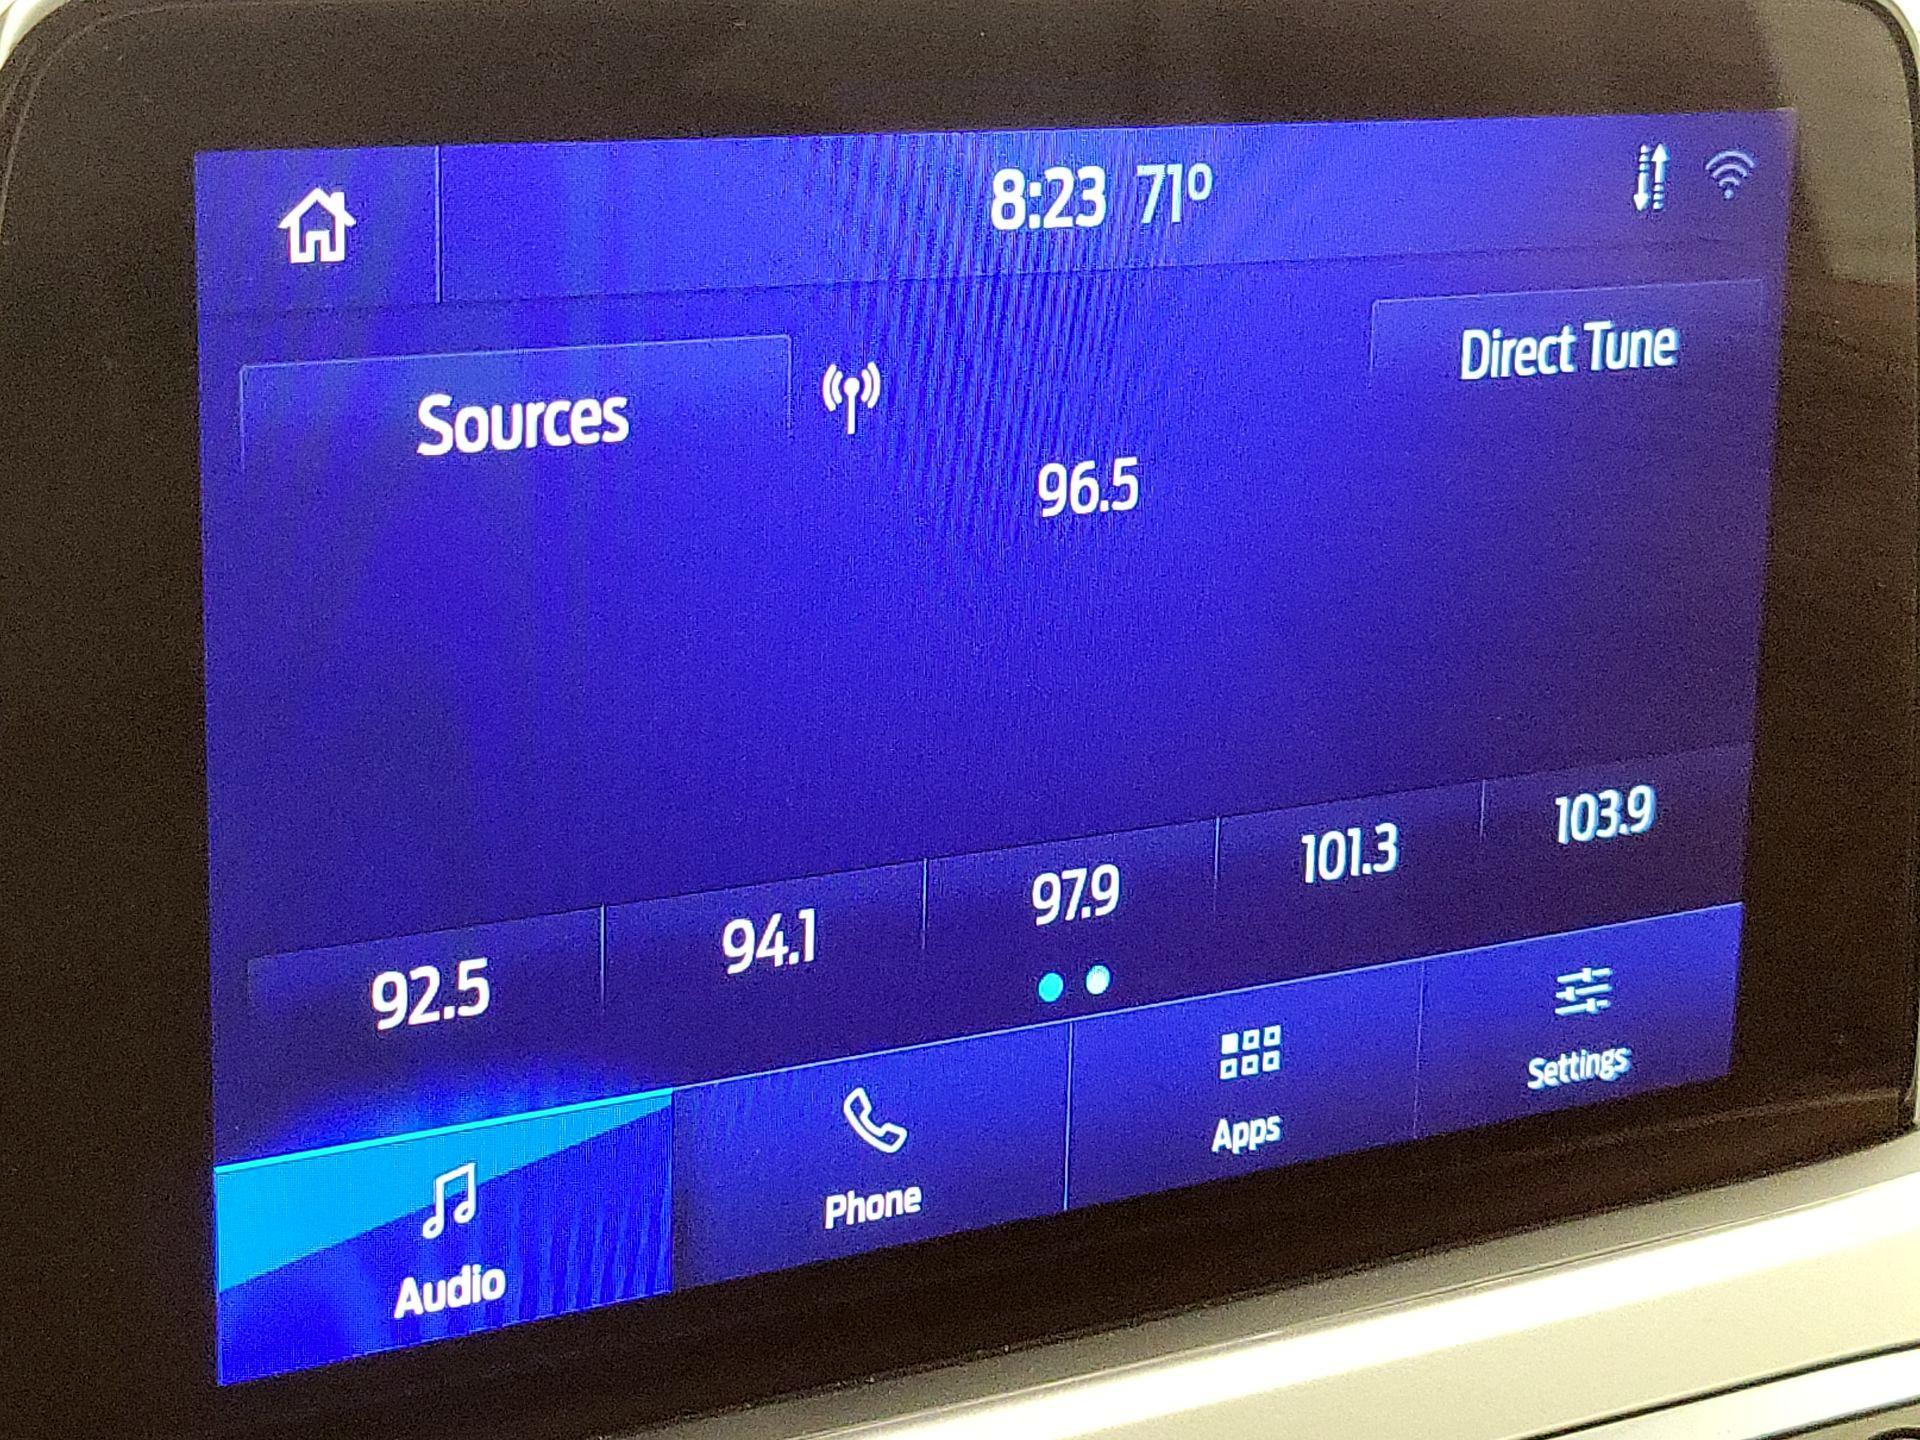 8:23 71°
Direct Tune
Sources
96.5
92.5 94.1 97.9 101.3 103.9
Audio Phone Apps Settings